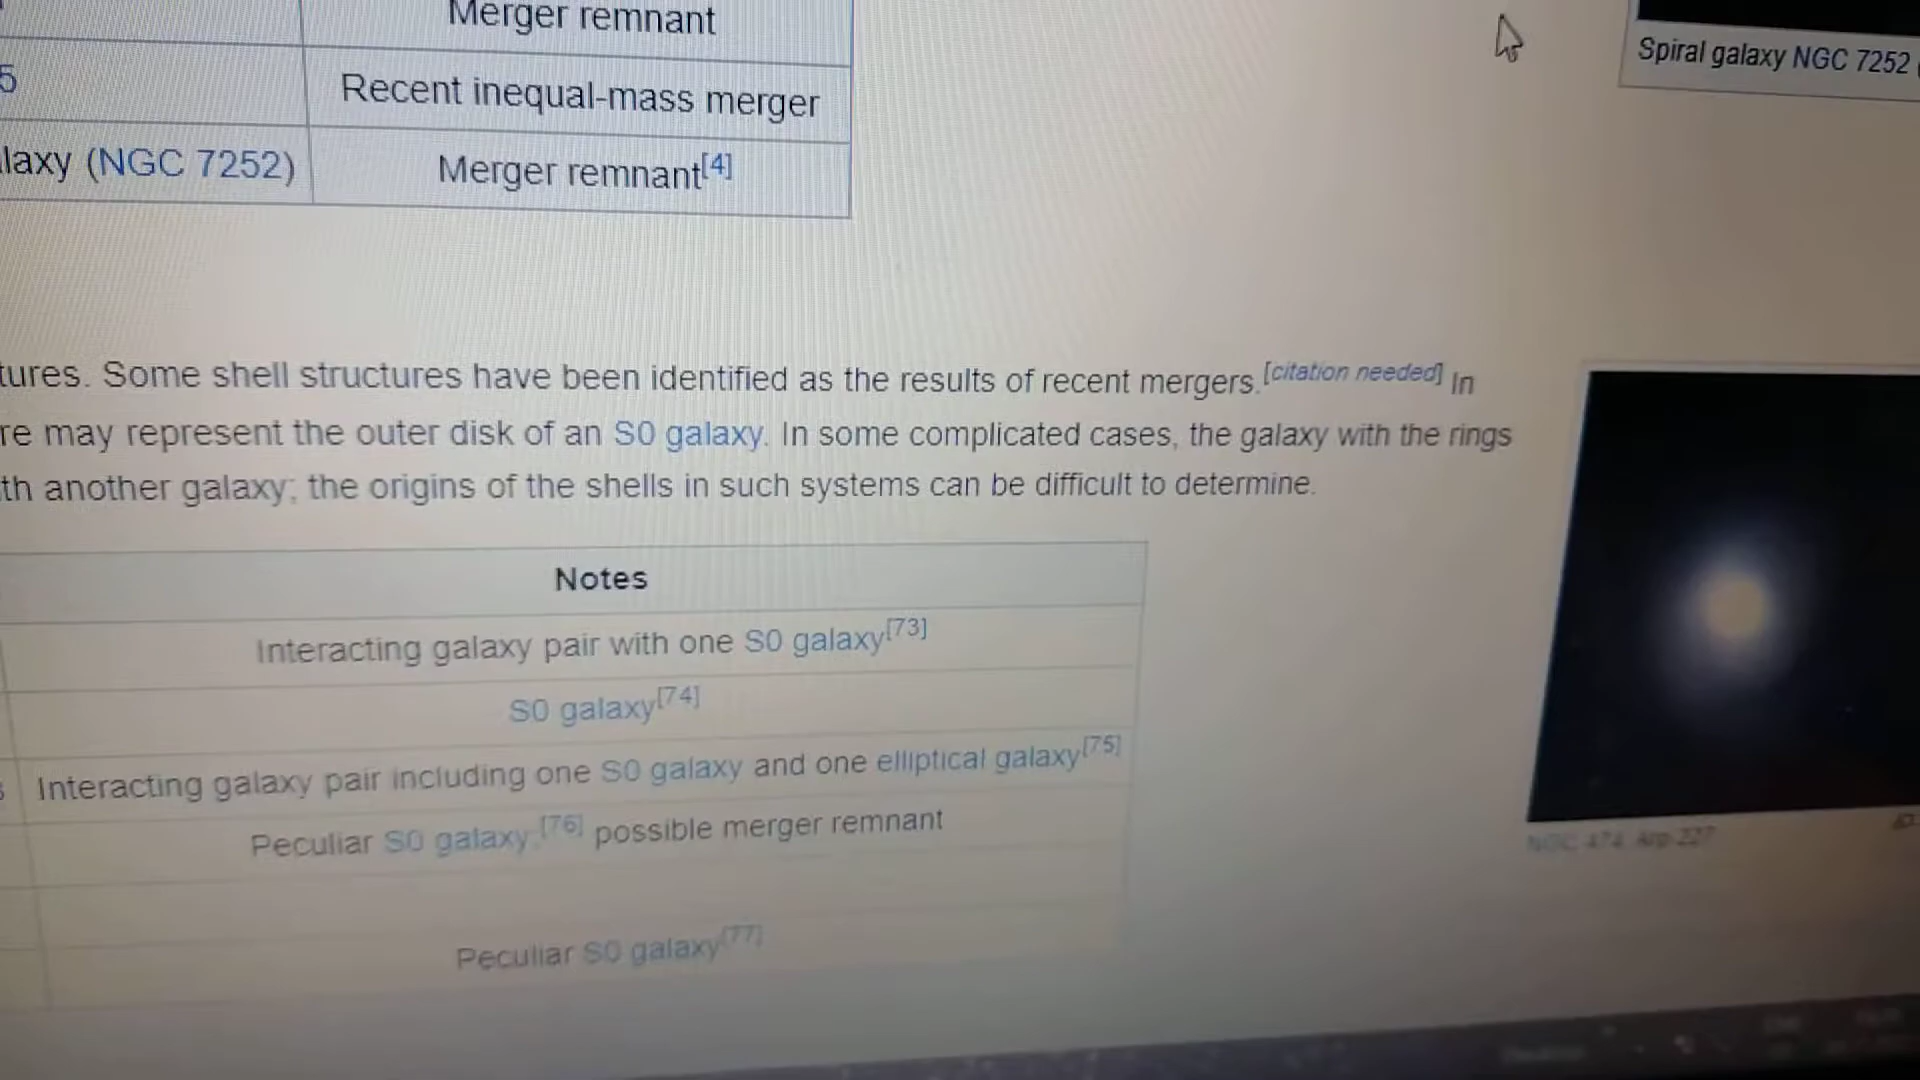 Merger remnant
Spiral galaxy NGC 7252
5
Recent inequal-mass merger
laxy (NGC 7252)
Merger remnant[4]
tures. Some shell structures have been identified as the results of recent mergers.[citation needed] In
re may represent the outer disk of an S0 galaxy. In some complicated cases, the galaxy with the rings
th another galaxy; the origins of the shells in such systems can be difficult to determine.
Notes
Interacting galaxy pair with one S0 galaxy[73]
S0 galaxy[74]
s Interacting galaxy pair including one S0 galaxy and one elliptical galaxy[75]
Peculiar S0 galaxy,[76] possible merger remnant
NGC 474 Arp 227
Peculiar S0 galaxy[77]